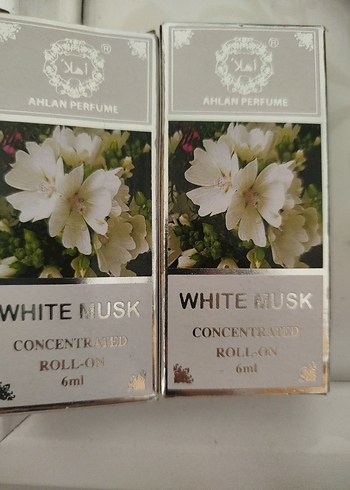 أهلاً
®
AHLAN PERFUME
WHITE MUSK
CONCENTRATED
ROLL-ON
6ml
أهلاً
®
AHLAN PERFUME
WHITE MUSK
CONCENTRATED
ROLL-ON
6ml